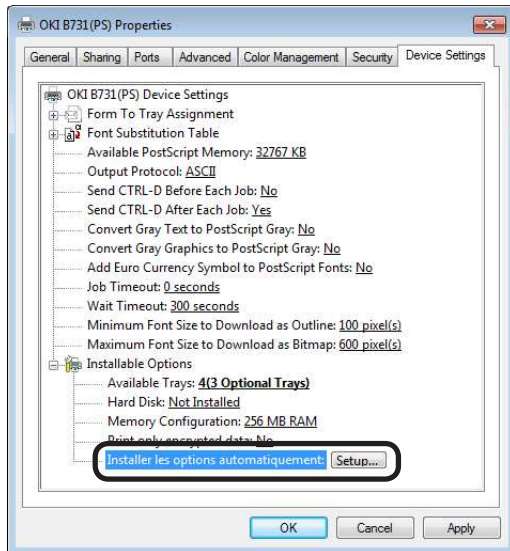 OKI B731(PS) Properties
General Sharing Ports Advanced Color Management Security Device Settings
OKI B731(PS) Device Settings
Form To Tray Assignment
Font Substitution Table
Available PostScript Memory: 32767 KB
Output Protocol: ASCII
Send CTRL-D Before Each Job: No
Send CTRL-D After Each Job: Yes
Convert Gray Text to PostScript Gray: No
Convert Gray Graphics to PostScript Gray: No
Add Euro Currency Symbol to PostScript Fonts: No
Job Timeout: 0 seconds
Wait Timeout: 300 seconds
Minimum Font Size to Download as Outline: 100 pixel(s)
Maximum Font Size to Download as Bitmap: 600 pixel(s)
Installable Options
Available Trays: 4(3 Optional Trays)
Hard Disk: Not Installed
Memory Configuration: 256 MB RAM
Print only encrypted data: No
Installer les options automatiquement: Setup...
OK Cancel Apply